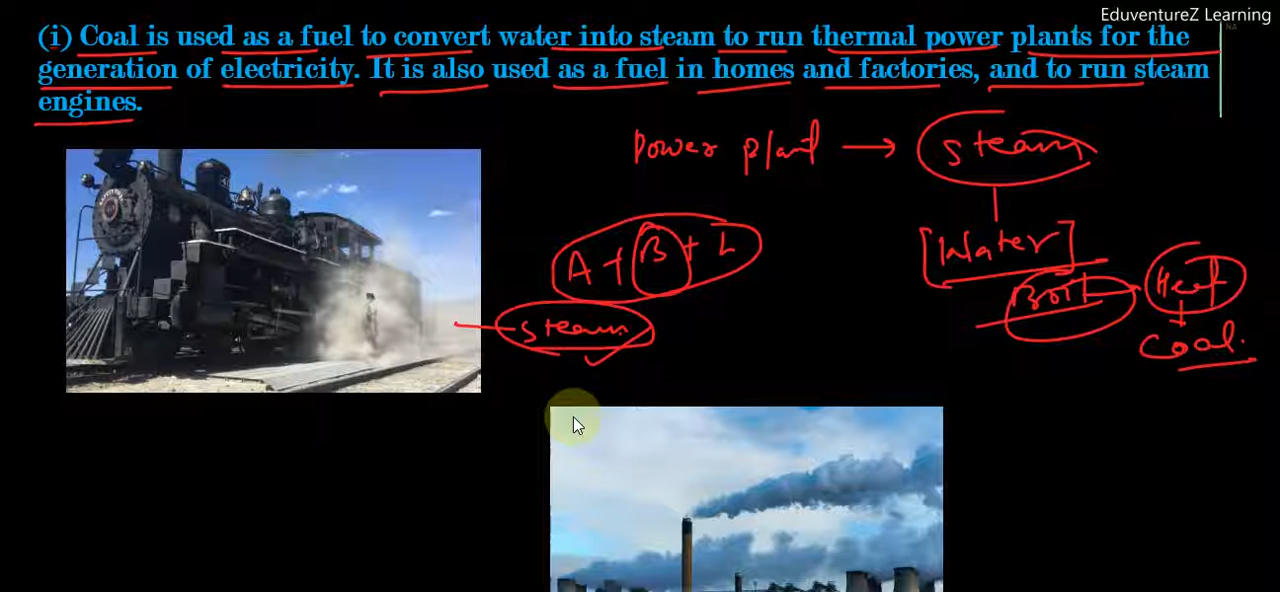 EduventureZ Learning
NA
(i) Coal is used as a fuel to convert water into steam to run thermal power plants for the
generation of electricity. It is also used as a fuel in homes and factories, and to run steam
engines.
Power plant → steam
A + B + L
[Water]
Boil
Heat
steam
Coal.